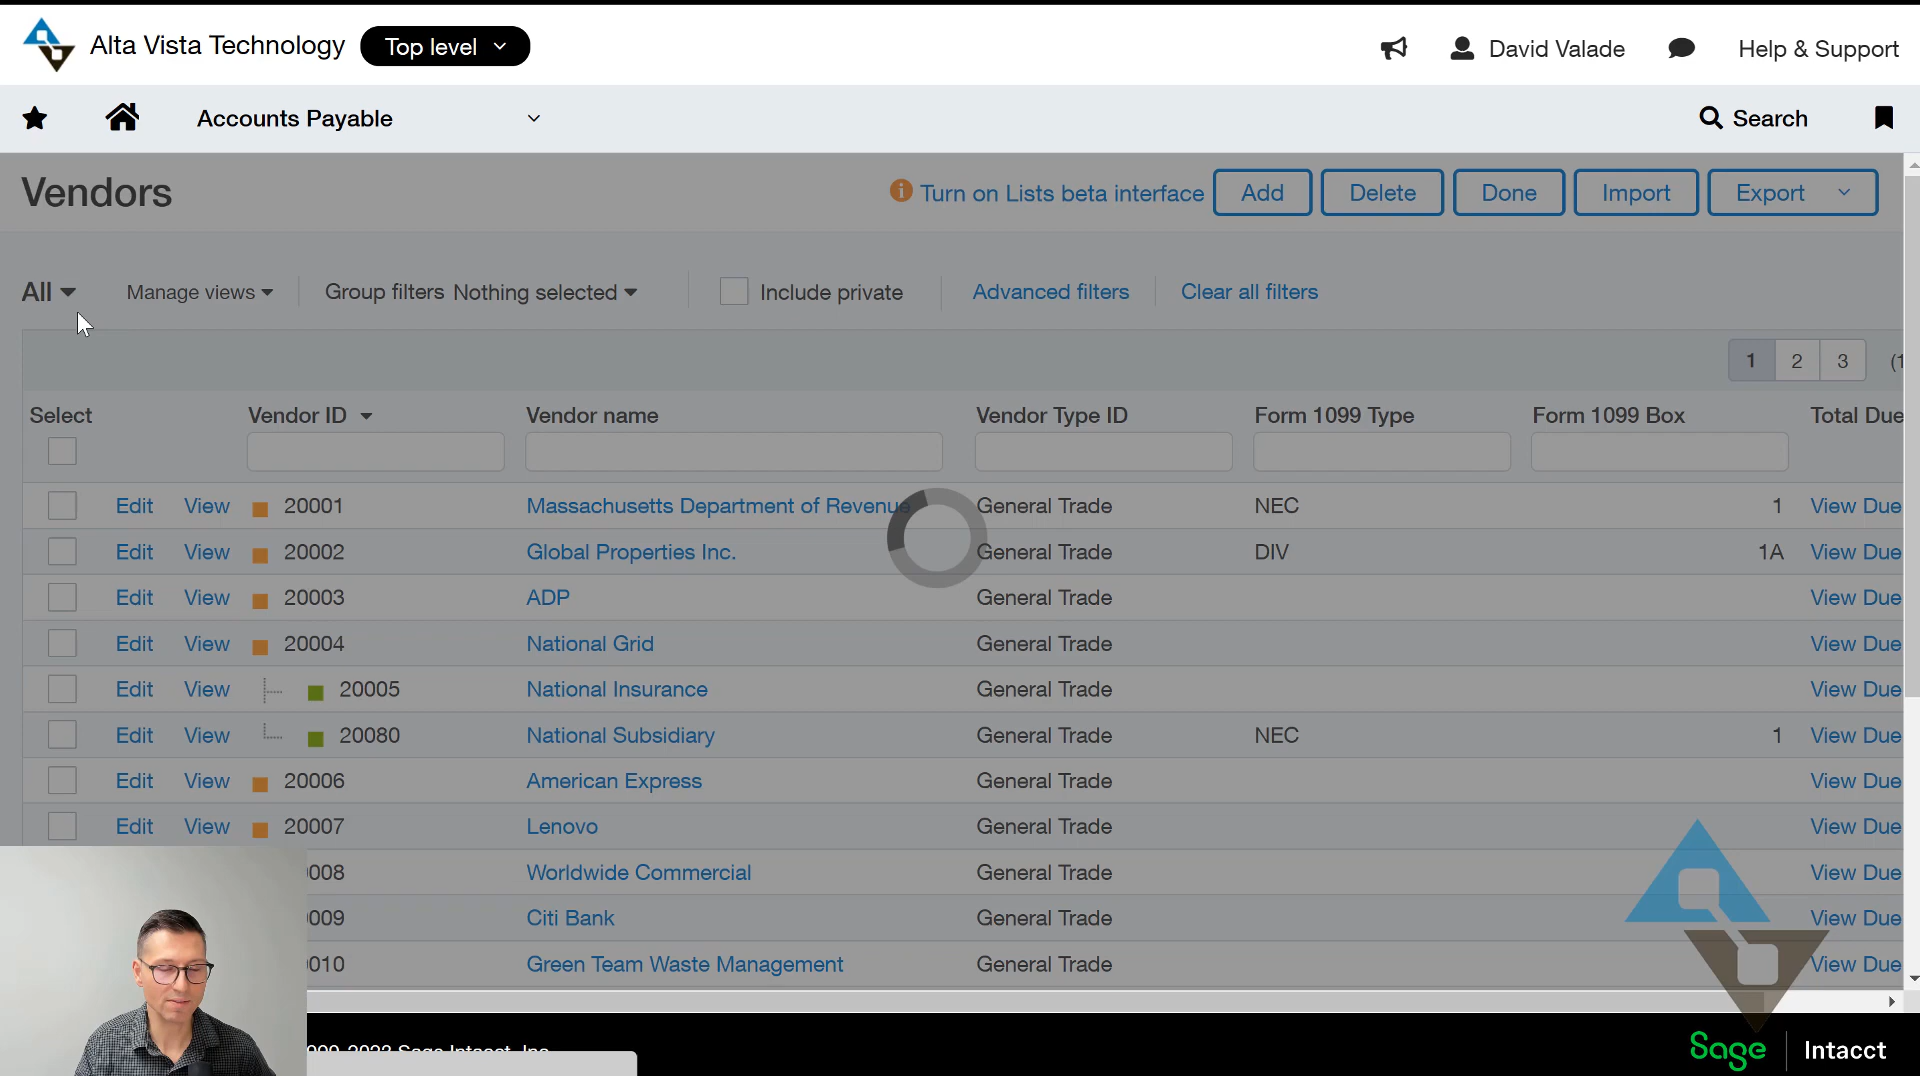 Alta Vista Technology Top level David Valade Help & Support
Accounts Payable Search
Vendors Turn on Lists beta interface Add Delete Done Import Export
All Manage views Group filters Nothing selected Include private Advanced filters Clear all filters
1 2 3 (1
Select Vendor ID Vendor name Vendor Type ID Form 1099 Type Form 1099 Box Total Due
Edit View 20001 Massachusetts Department of Revenue General Trade NEC 1 View Due
Edit View 20002 Global Properties Inc. General Trade DIV 1A View Due
Edit View 20003 ADP General Trade View Due
Edit View 20004 National Grid General Trade View Due
Edit View 20005 National Insurance General Trade View Due
Edit View 20080 National Subsidiary General Trade NEC 1 View Due
Edit View 20006 American Express General Trade View Due
Edit View 20007 Lenovo General Trade View Due
008 Worldwide Commercial General Trade View Due
009 Citi Bank General Trade View Due
0010 Green Team Waste Management General Trade View Due
Sage Intacct, Inc.
Sage Intacct